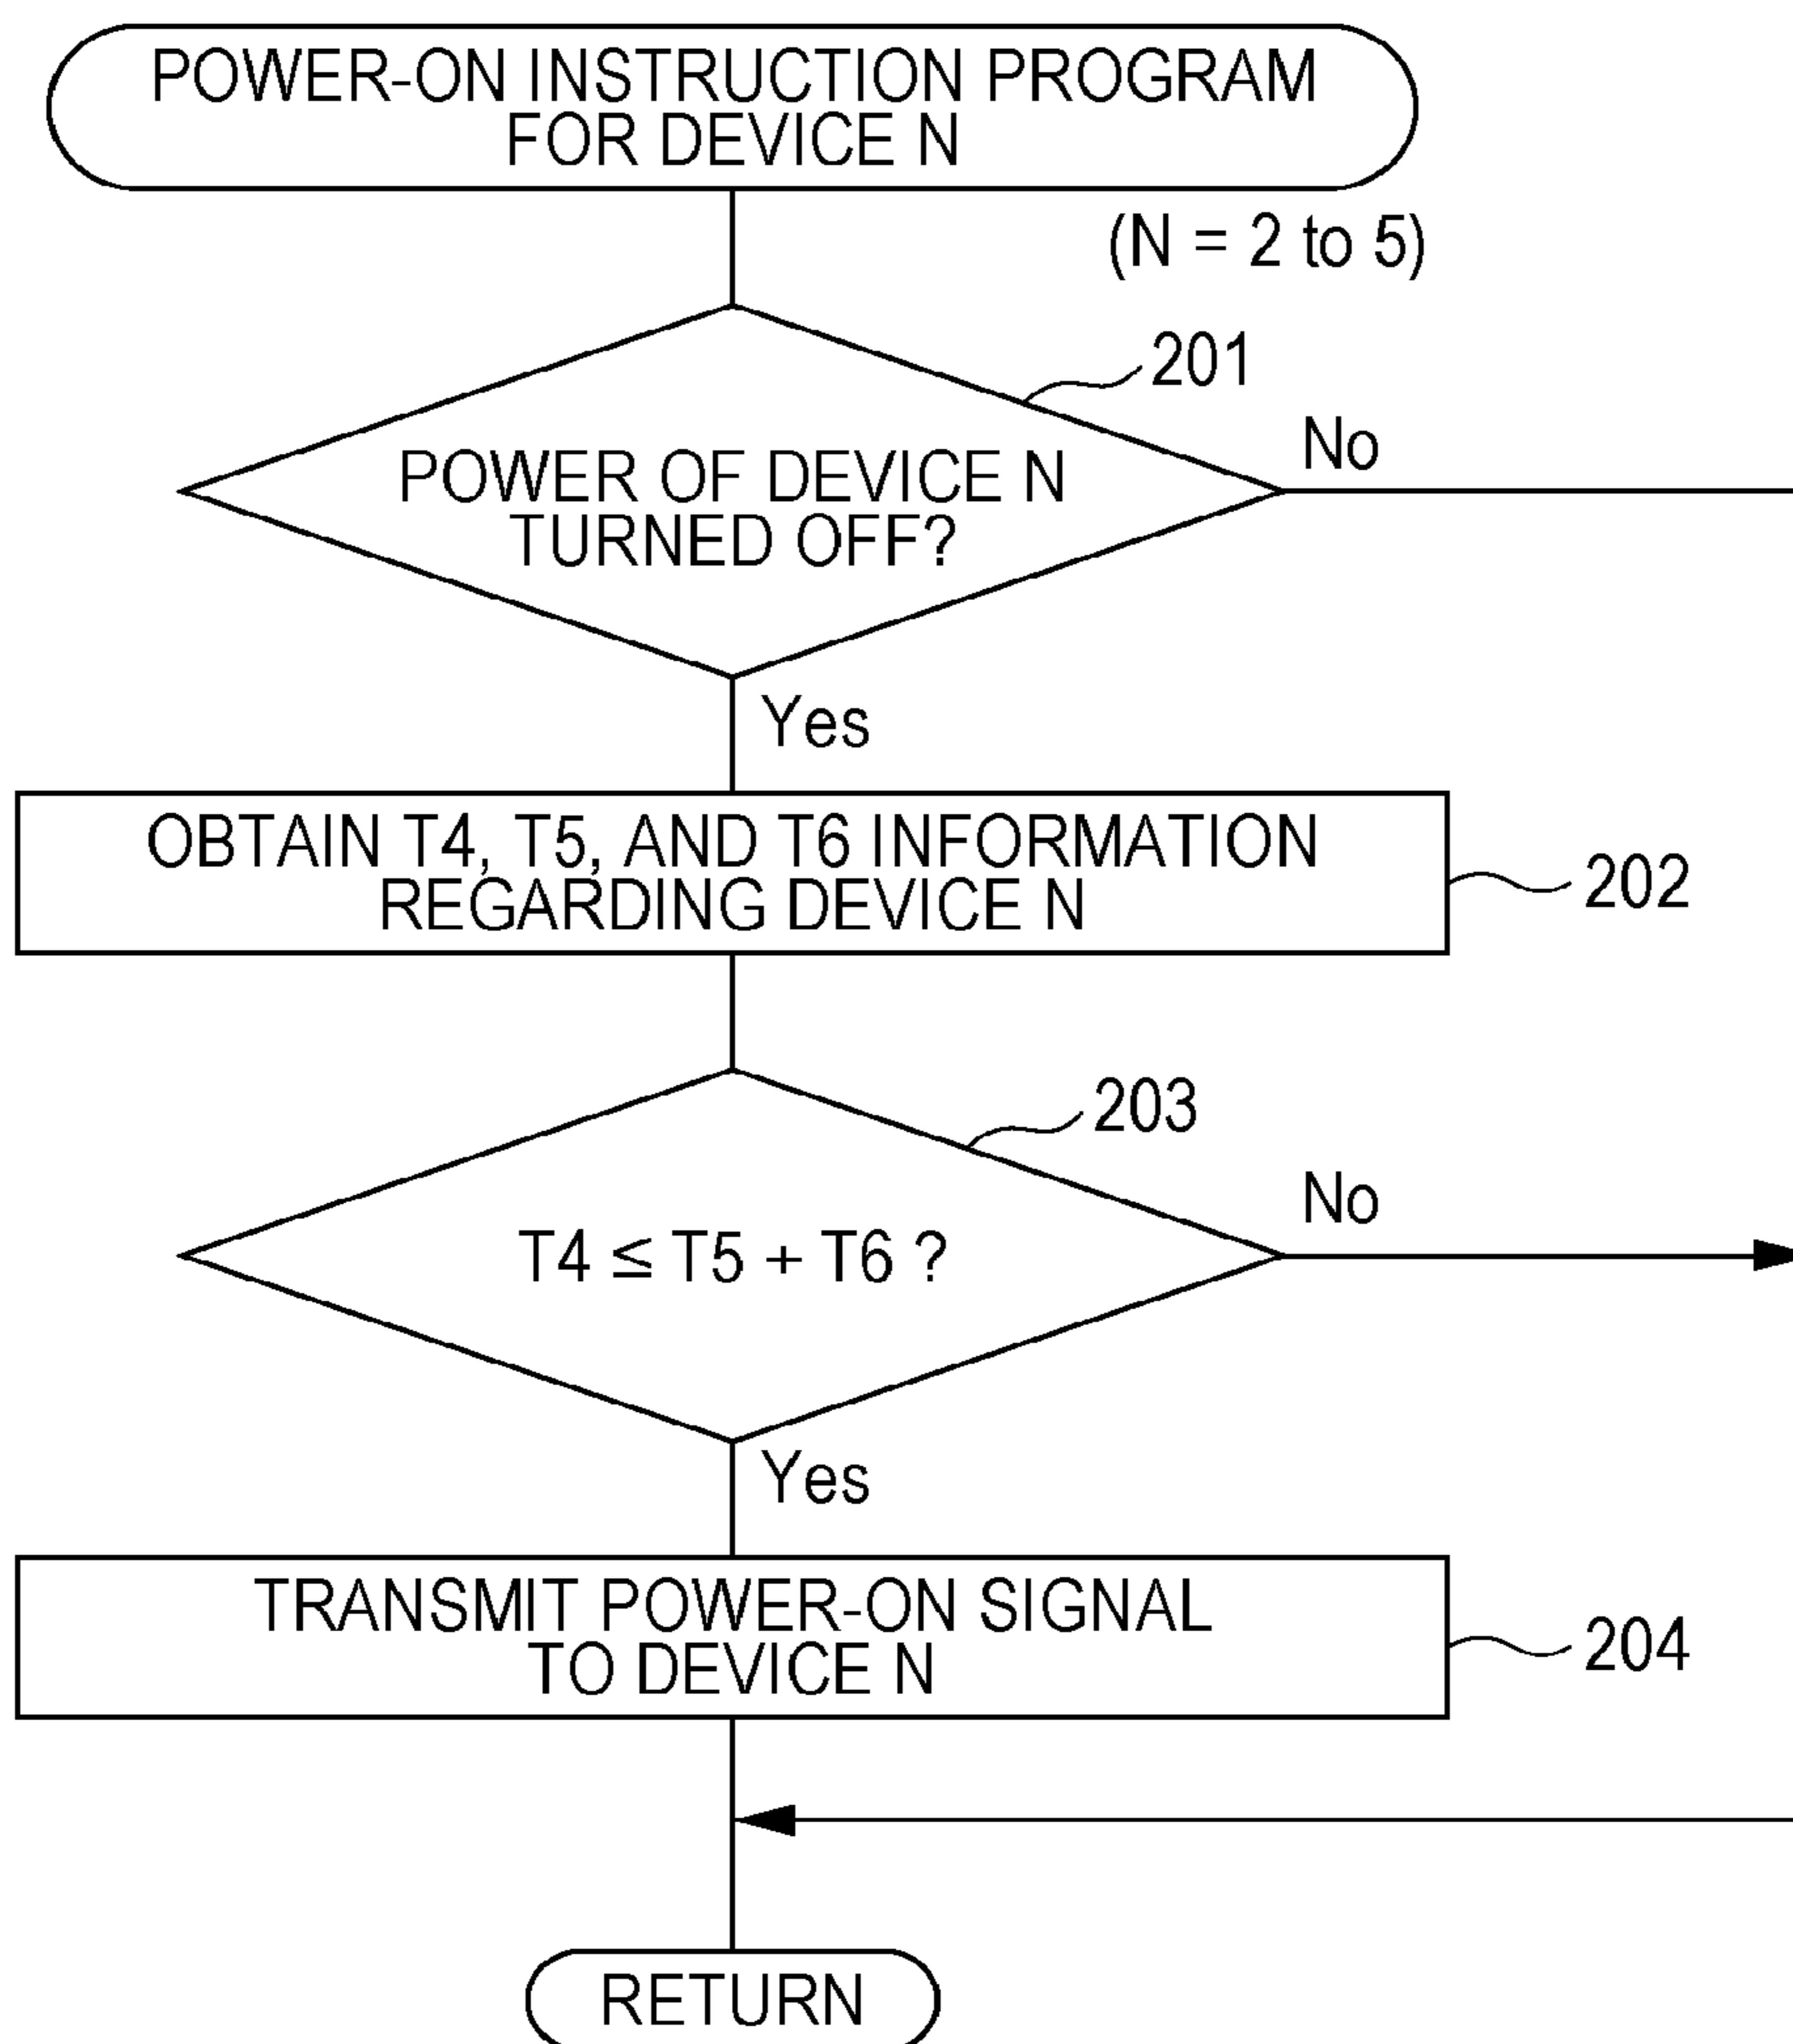 POWER-ON INSTRUCTION PROGRAM
FOR DEVICE N
(N = 2 to 5)
201
No
POWER OF DEVICE N
TURNED OFF?
Yes
OBTAIN T4, T5, AND T6 INFORMATION
REGARDING DEVICE N
202
203
No
T4 ≤ T5 + T6 ?
Yes
TRANSMIT POWER-ON SIGNAL
TO DEVICE N
204
RETURN